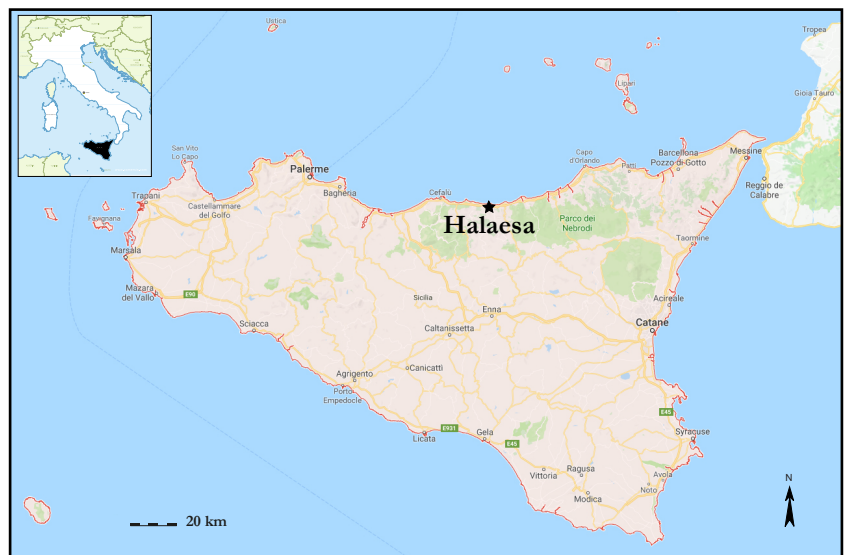 Ustica
Tropea
Lipari
Gioia Tauro
San Vito
Lo Capo
Palerme
Bagheria
Cefalù
Capo
d'Orlando
Patti
Barcellona
Pozzo di Gotto
Messine
Reggio de
Calabre
Trapani
Castellammare
del Golfo
Favignana
Halaesa
Parco dei
Nebrodi
Taormine
Marsala
Mazara
del Vallo
E90
Sicilia
Enna
Acireale
Catane
Sciacca
Caltanissetta
Agrigento
Canicattì
Porto
Empedocle
Licata
E931
Gela
E45
E45
Syracuse
Vittoria
Ragusa
Modica
Avola
Noto
N
20 km